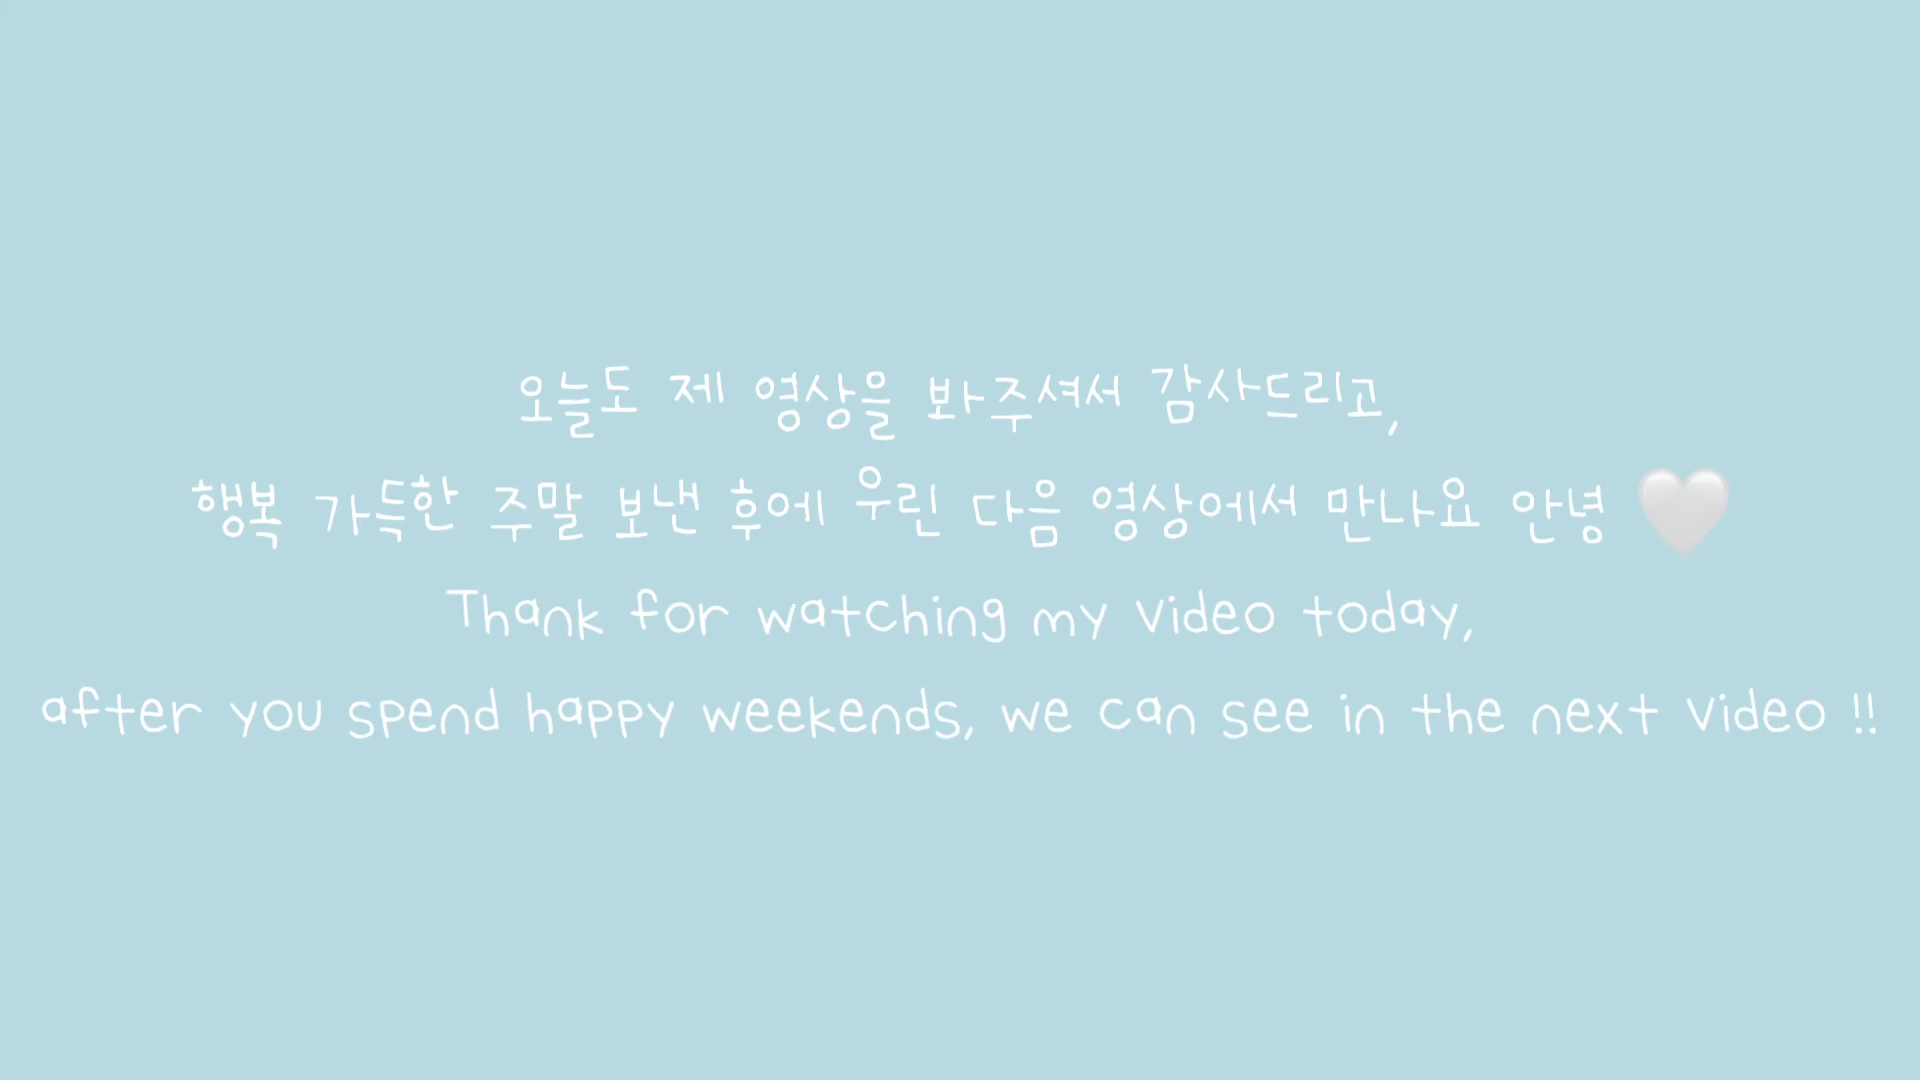 오늘도 제 영상을 봐주셔서 감사드리고,
행복 가득한 주말 보낸 후에 우린 다음 영상에서 만나요 안녕 🤍
Thank for watching my video today,
after you spend happy weekends, we can see in the next video !!